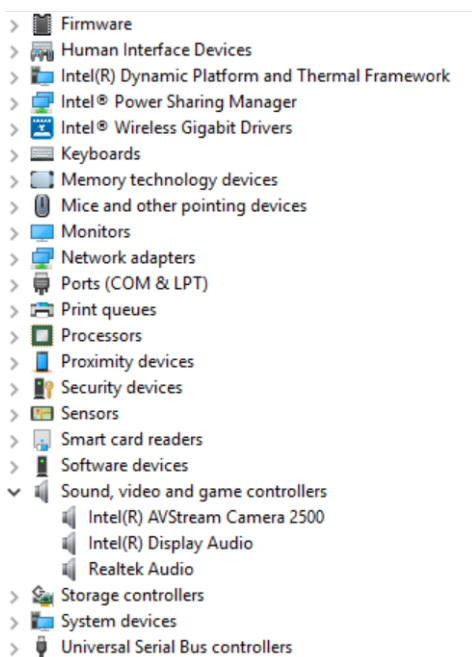 Firmware
Human Interface Devices
Intel(R) Dynamic Platform and Thermal Framework
Intel® Power Sharing Manager
Intel® Wireless Gigabit Drivers
Keyboards
Memory technology devices
Mice and other pointing devices
Monitors
Network adapters
Ports (COM & LPT)
Print queues
Processors
Proximity devices
Security devices
Sensors
Smart card readers
Software devices
Sound, video and game controllers
Intel(R) AVStream Camera 2500
Intel(R) Display Audio
Realtek Audio
Storage controllers
System devices
Universal Serial Bus controllers